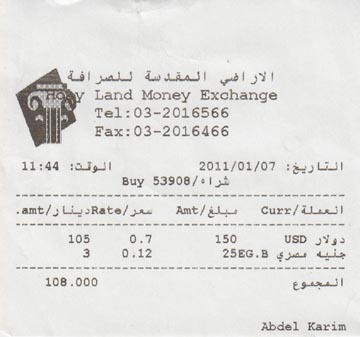 الاراضي المقدسة للصرافة
Holy Land Money Exchange
Tel:03-2016566
Fax:03-2016466
التاريخ: 2011/01/07 الوقت: 11:44
شراء/Buy 53908
العملة/Curr مبلغ/Amt سعر/Rate دينار/amt.
دولار USD 150 0.7 105
جنيه مصري EG.B 25 0.12 3
المجموع 108.000
Abdel Karim